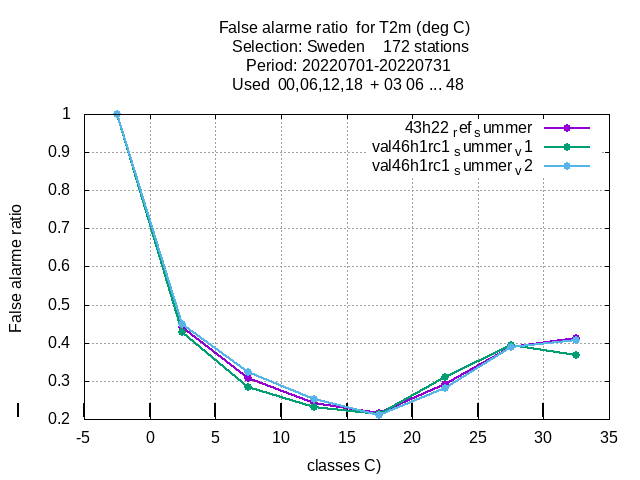 False alarme ratio  for T2m (deg C)
Selection: Sweden    172 stations
Period: 20220701-20220731
Used  00,06,12,18  + 03 06 ... 48
43h22 ref summer
val46h1rc1 summer v1
val46h1rc1 summer v2
1
0.9
0.8
0.7
0.6
0.5
0.4
0.3
0.2
False alarme ratio
-5 0 5 10 15 20 25 30 35
classes C)